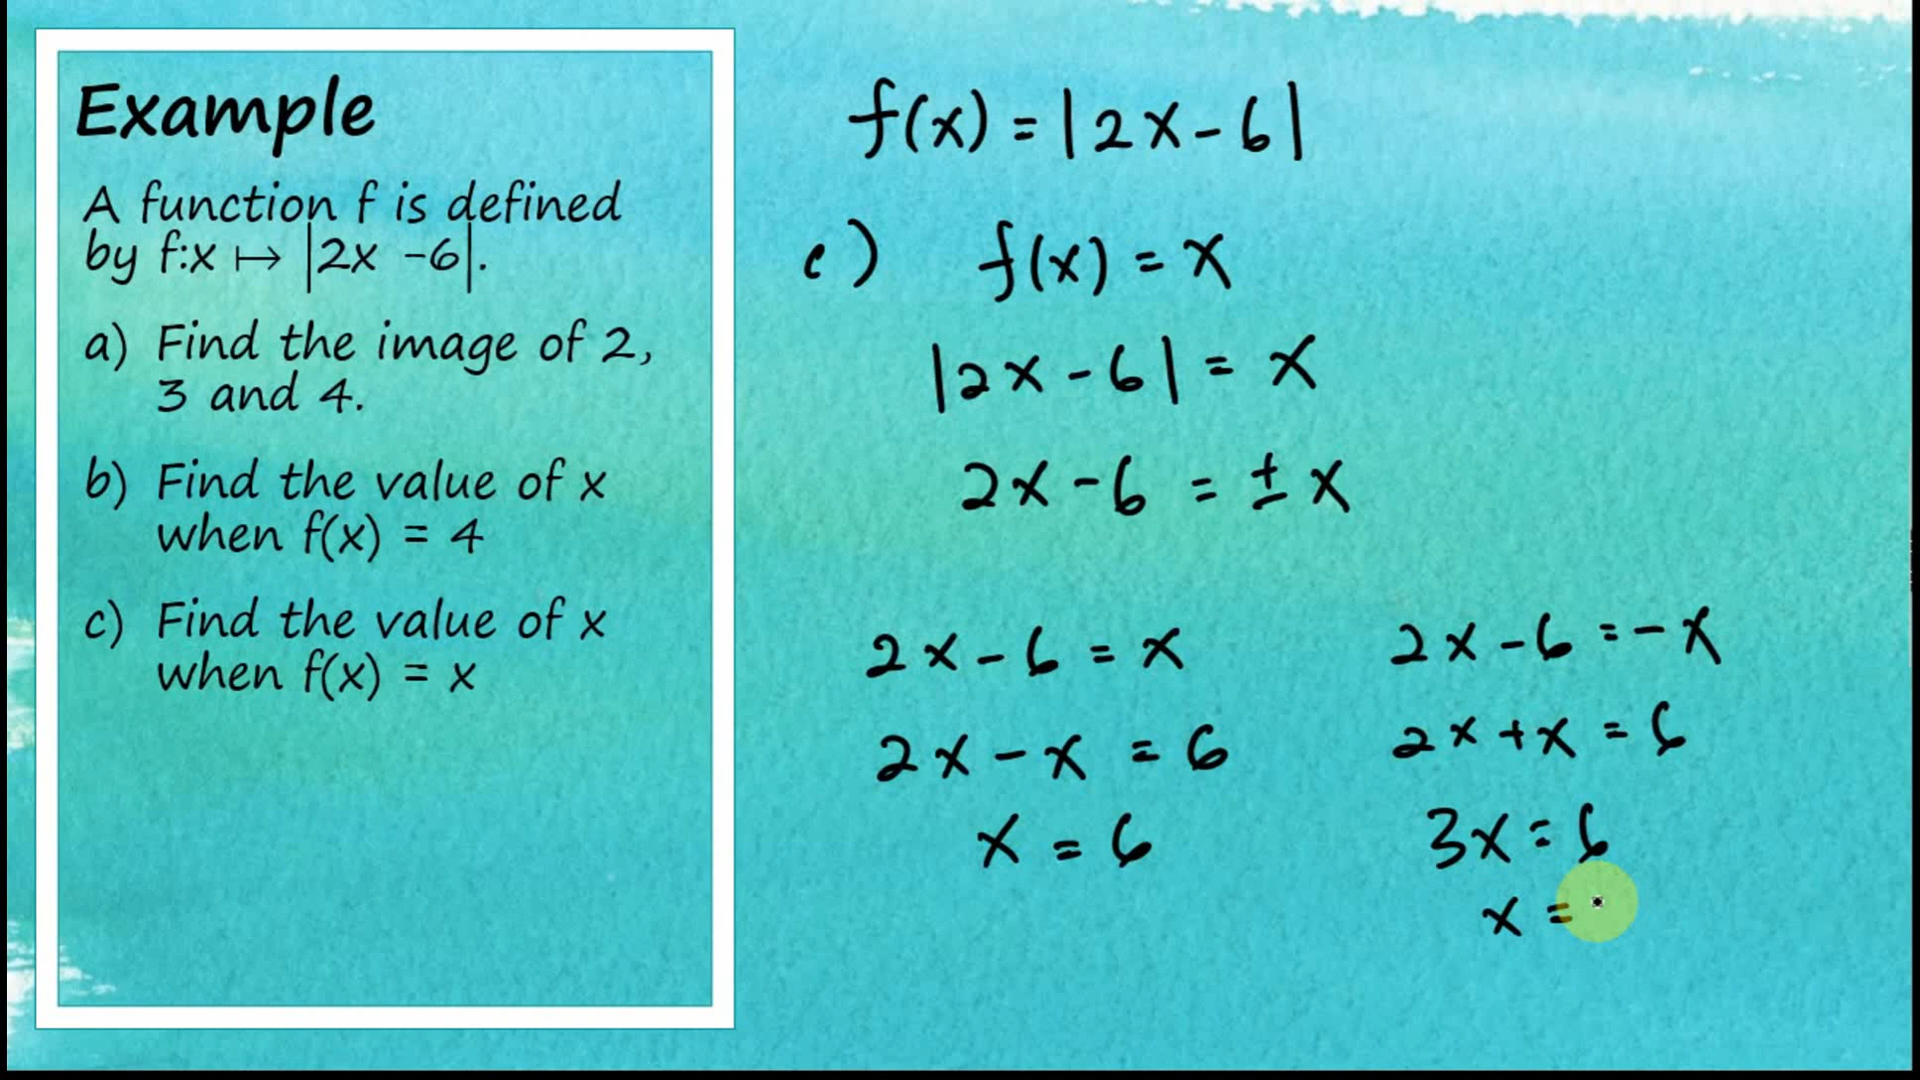 Example
A function f is defined
by f:x ↦ |2x -6|.
a) Find the image of 2,
3 and 4.
b) Find the value of x
when f(x) = 4
c) Find the value of x
when f(x) = x
f(x) = |2x - 6|
c) f(x) = x
|2x - 6| = x
2x - 6 = ± x
2x - 6 = x
2x - x = 6
x = 6
2x - 6 = - x
2x + x = 6
3x = 6
x =